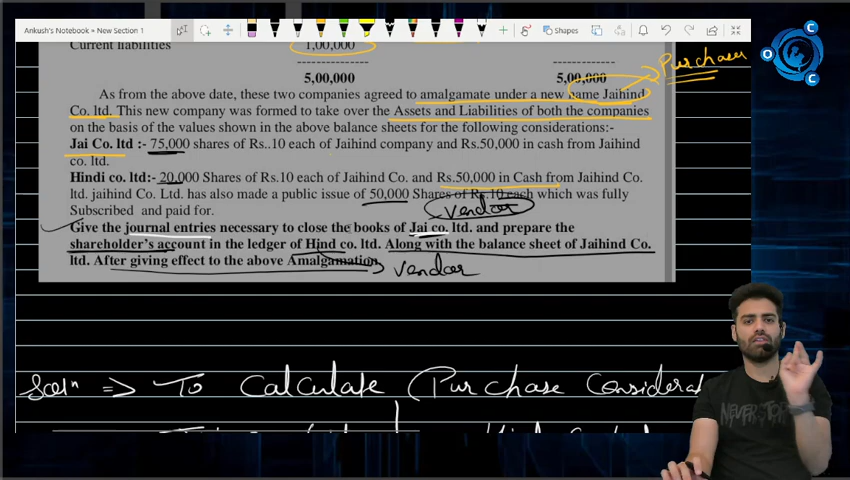 Ankush's Notebook » New Section 1
Shapes
Current liabilities 1,00,000
5,00,000 5,00,000
Purchaser
As from the above date, these two companies agreed to amalgamate under a new name Jaihind
Co. ltd. This new company was formed to take over the Assets and Liabilities of both the companies
on the basis of the values shown in the above balance sheets for the following considerations:-
Jai Co. ltd :- 75,000 shares of Rs..10 each of Jaihind company and Rs.50,000 in cash from Jaihind
co. ltd.
Hindi co. ltd:- 20,000 Shares of Rs.10 each of Jaihind Co. and Rs.50,000 in Cash from Jaihind Co.
ltd. jaihind Co. Ltd. has also made a public issue of 50,000 Shares of Rs.10 each which was fully
Subscribed and paid for.
vendor
Give the journal entries necessary to close the books of Jai co. ltd. and prepare the
shareholder's account in the ledger of Hind co. ltd. Along with the balance sheet of Jaihind Co.
ltd. After giving effect to the above Amalgamation.
vendor
Sol​n => To Calculate (Purchase
O C C
NEVER STOP